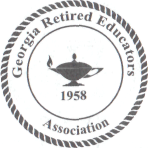 Georgia Retired Educators
1958
Association